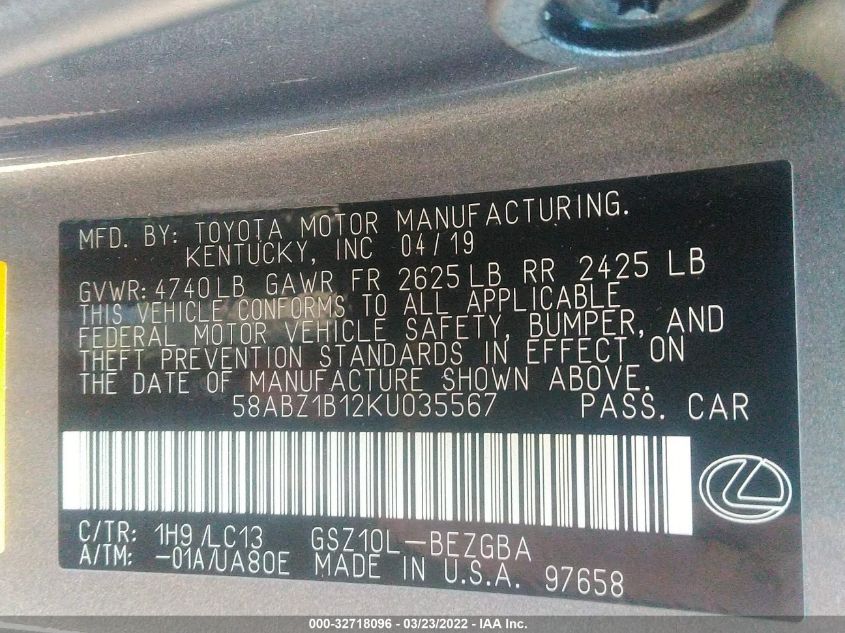 MFD. BY: TOYOTA MOTOR MANUFACTURING.
KENTUCKY, INC 04/19
GVWR: 4740LB GAWR FR 2625LB RR 2425 LB
THIS VEHICLE CONFORMS TO ALL APPLICABLE
FEDERAL MOTOR VEHICLE SAFETY, BUMPER, AND
THEFT PREVENTION STANDARDS IN EFFECT ON
THE DATE OF MANUFACTURE SHOWN ABOVE.
58ABZ1B12KU035567 PASS. CAR
C/TR: 1H9/LC13 GSZ10L-BEZGBA
A/TM: -01A/UA80E MADE IN U.S.A. 97658
000-32718096 - 03/23/2022 - IAA Inc.